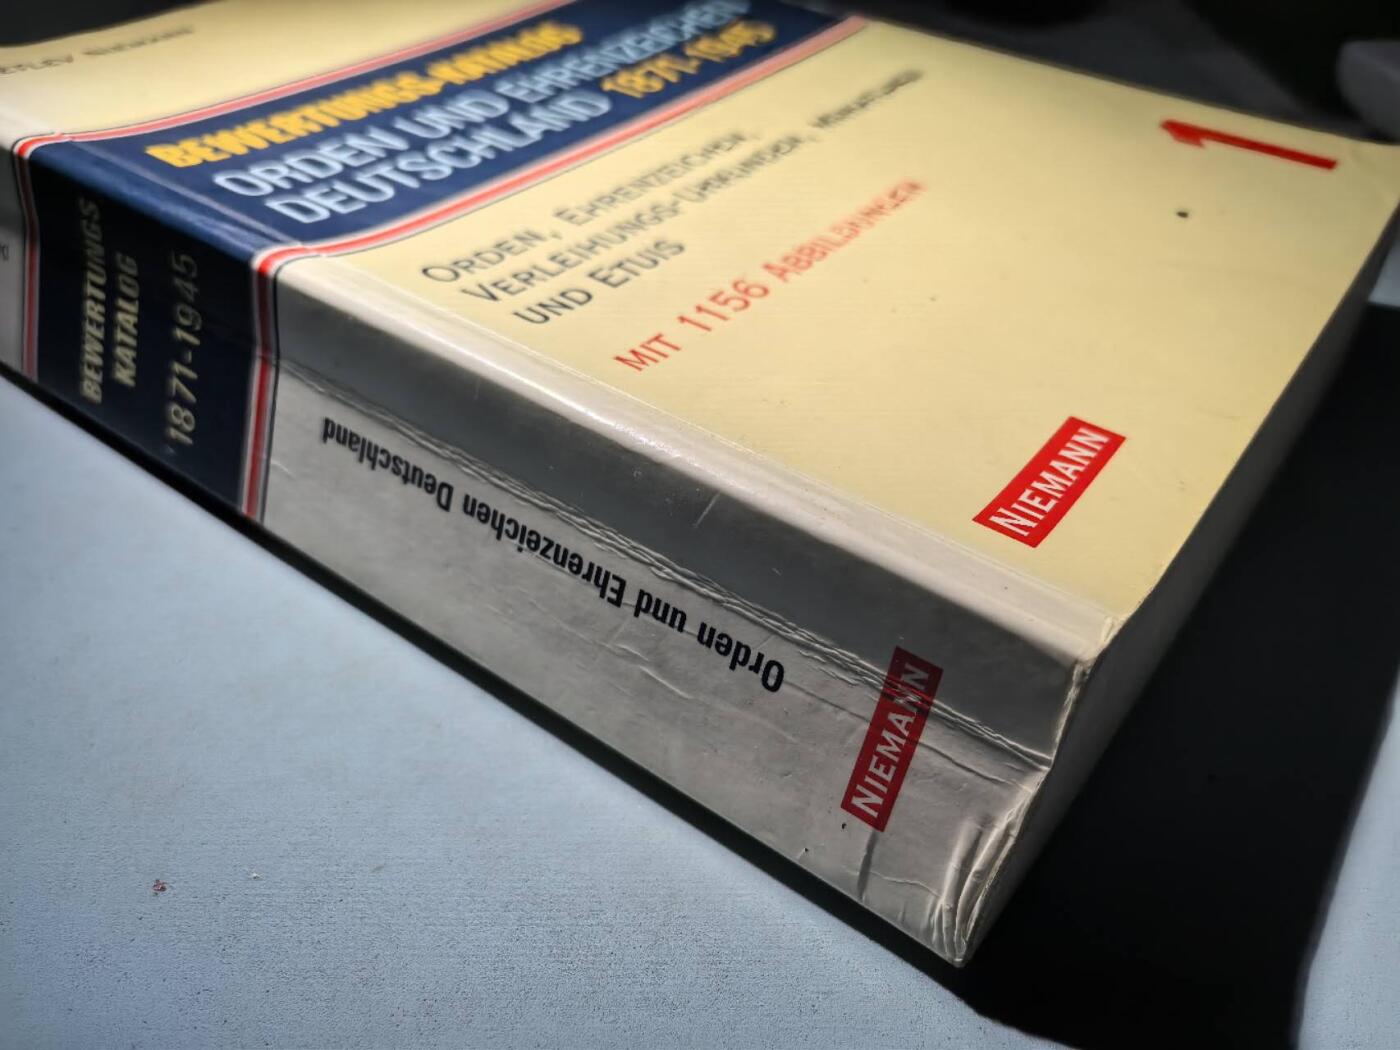 BEWERTUNGS-KATALOG
ORDEN UND EHRENZEICHEN
DEUTSCHLAND 1871-1945
ORDEN, EHRENZEICHEN,
VERLEIHUNGS-URKUNDEN, MINIATUREN
UND ETUIS
MIT 1156 ABBILDUNGEN
1
NIEMANN
BEWERTUNGS
KATALOG
1871-1945
Orden und Ehrenzeichen Deutschland
NIEMANN